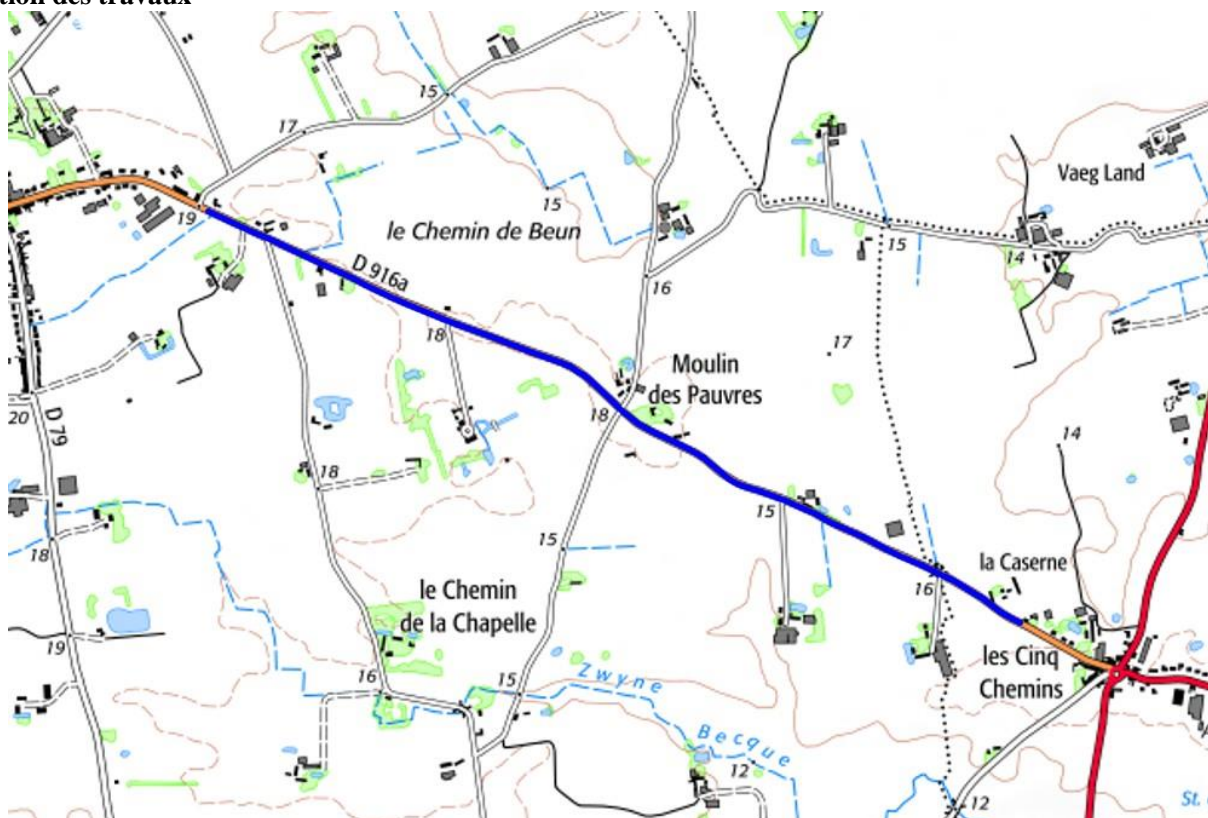 tion des travaux
15
17
15
Vaeg Land
19
le Chemin de Beun
15
14
D 916a
16
18
17
Moulin
des Pauvres
20
D 79
18
14
18
15
18
15
la Caserne
16
le Chemin
de la Chapelle
19
les Cinq
Chemins
16
15
Zwyne
Becque
12
12
St.